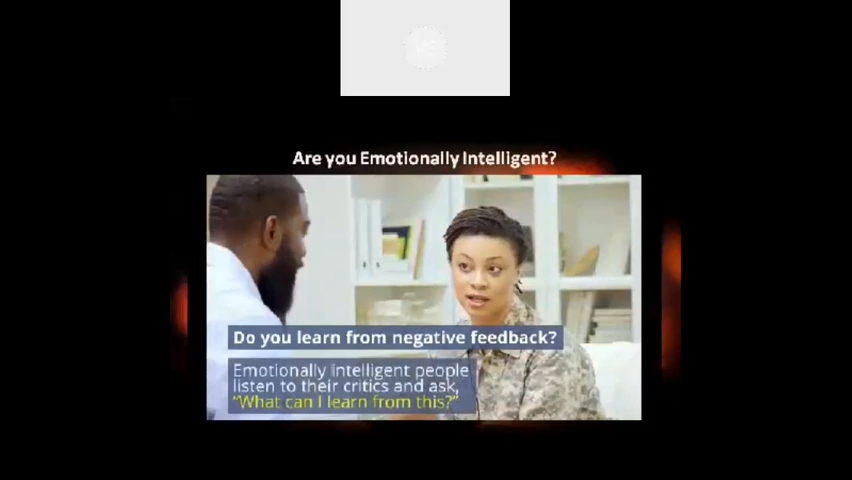 Are you Emotionally Intelligent?
Do you learn from negative feedback?
Emotionally intelligent people
listen to their critics and ask,
“What can I learn from this?”